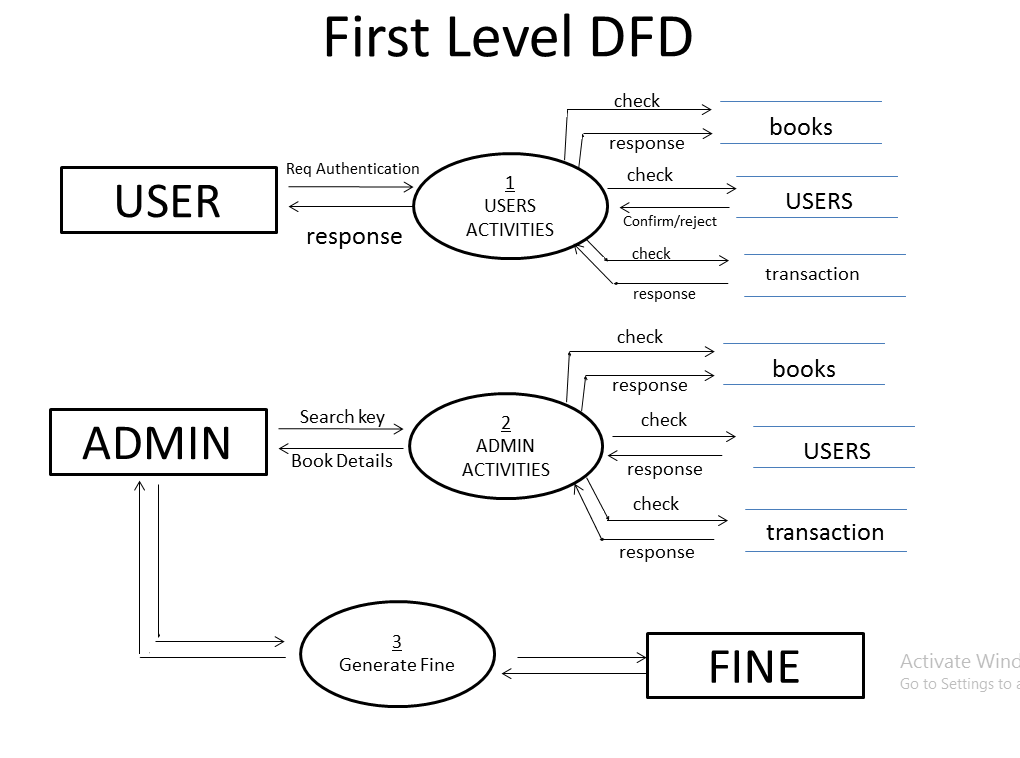 First Level DFD
check
books
response
Req Authentication
check
USER
1
USERS
ACTIVITIES
USERS
Confirm/reject
response
check
transaction
response
check
books
response
Search key
check
ADMIN
2
ADMIN
ACTIVITIES
USERS
Book Details
response
check
transaction
response
3
Generate Fine
FINE
Activate Wind
Go to Settings to a